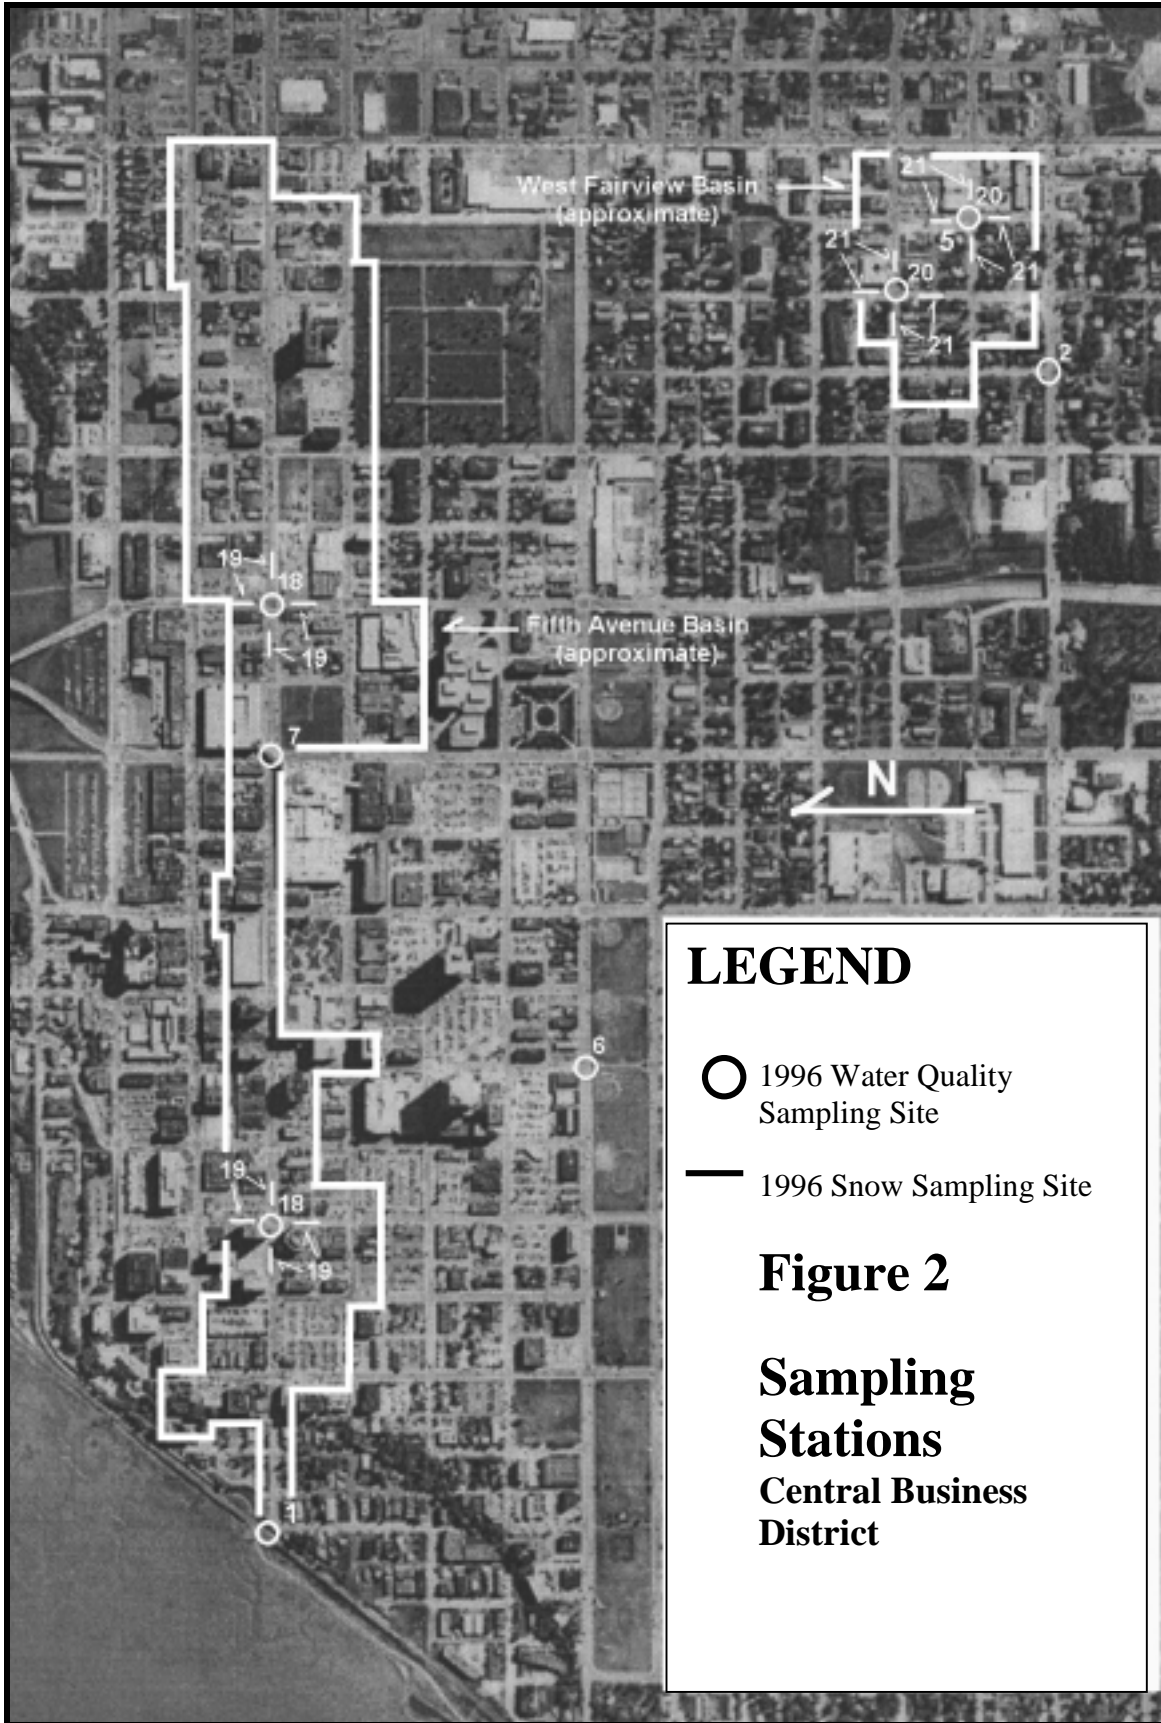 21
20
West Fairview Basin
(approximate)
5
21
21
20
21
2
19
18
Fifth Avenue Basin
(approximate)
19
7
N
LEGEND
6
1996 Water Quality
Sampling Site
19
1996 Snow Sampling Site
18
19
Figure 2
Sampling
Stations
Central Business
District
1